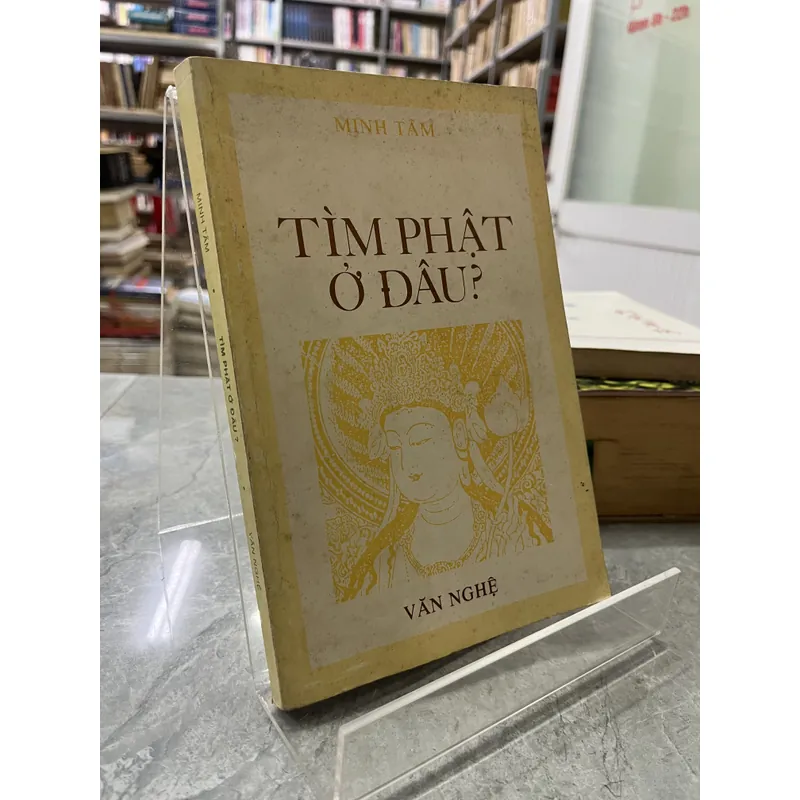 MINH TÂM
TÌM PHẬT
Ở ĐÂU?
VĂN NGHỆ
MINH TÂM
TÌM PHẬT Ở ĐÂU ?
VĂN NGHỆ